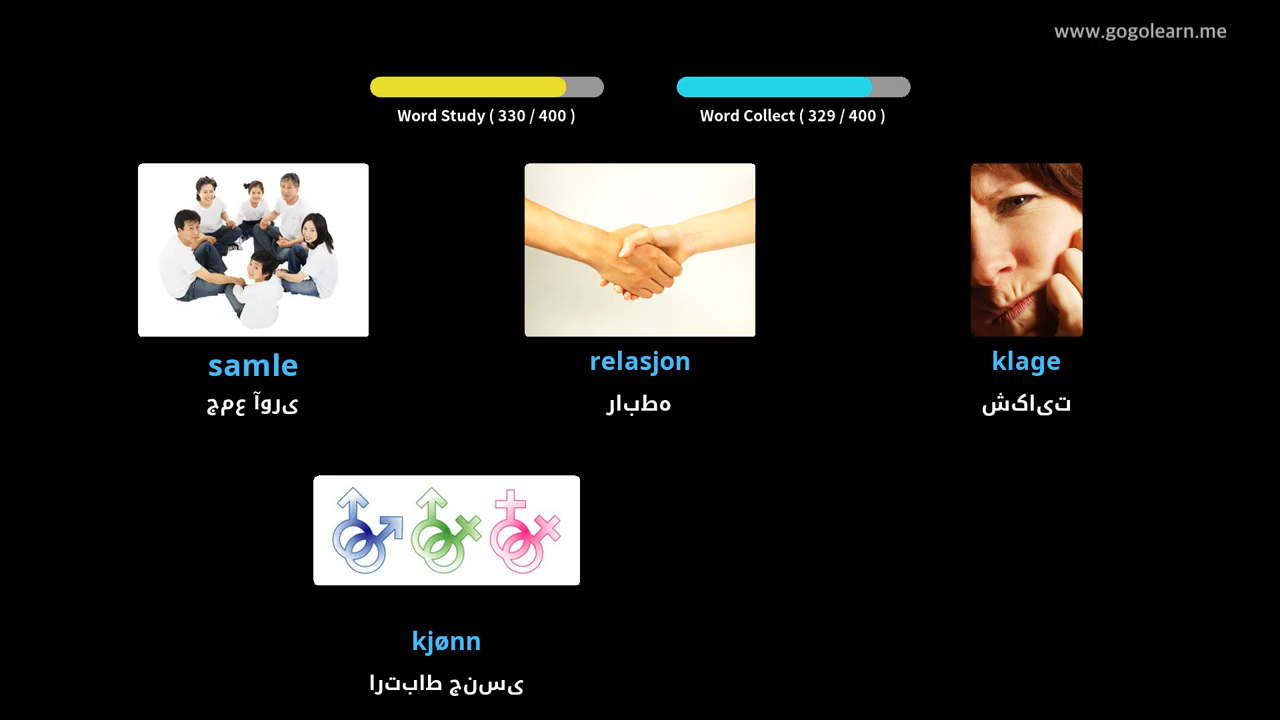 www.gogolearn.me
Word Study ( 330 / 400 )
Word Collect ( 329 / 400 )
samle
جمع آوری
relasjon
رابطه
klage
شکایت
kjønn
ارتباط جنسی